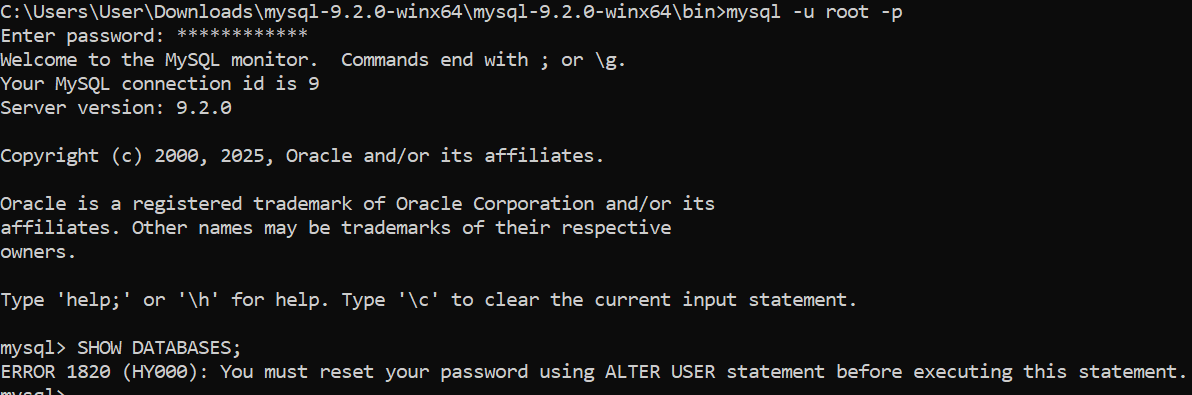 C:\Users\User\Downloads\mysql-9.2.0-winx64\mysql-9.2.0-winx64\bin>mysql -u root -p
Enter password: ************
Welcome to the MySQL monitor.  Commands end with ; or \g.
Your MySQL connection id is 9
Server version: 9.2.0
Copyright (c) 2000, 2025, Oracle and/or its affiliates.
Oracle is a registered trademark of Oracle Corporation and/or its
affiliates. Other names may be trademarks of their respective
owners.
Type 'help;' or '\h' for help. Type '\c' to clear the current input statement.
mysql> SHOW DATABASES;
ERROR 1820 (HY000): You must reset your password using ALTER USER statement before executing this statement.
mysql>